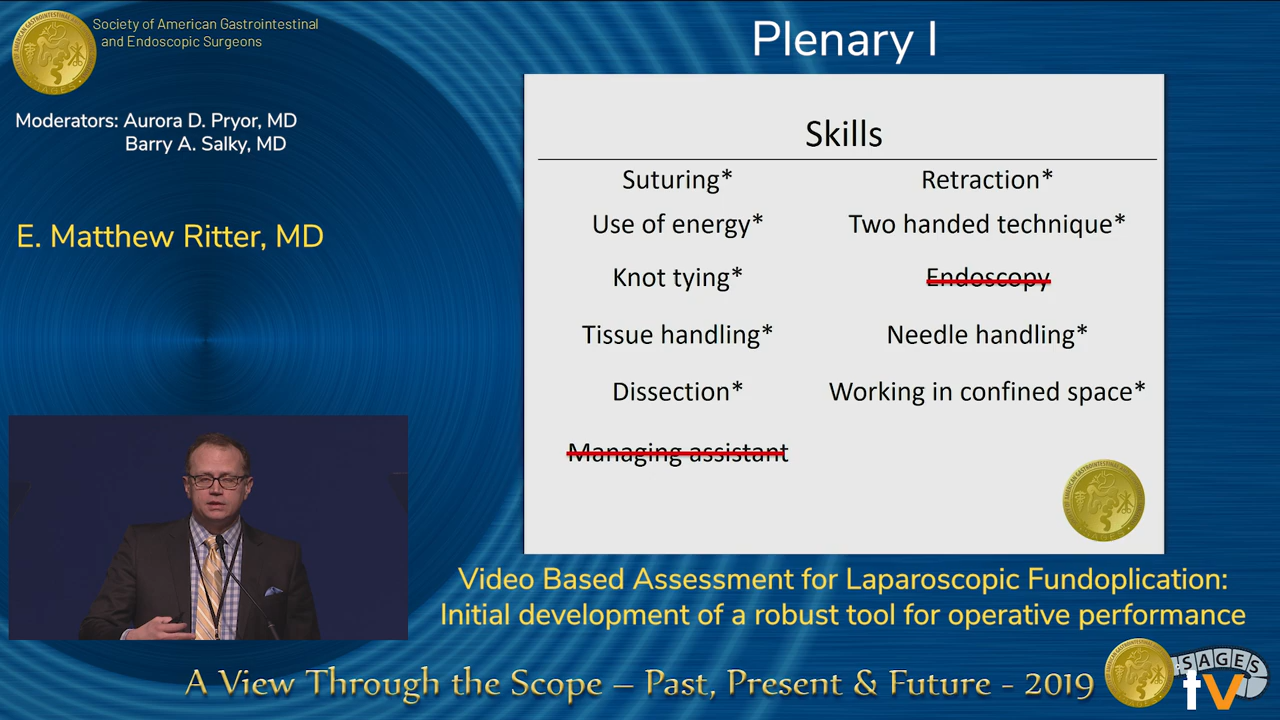 Society of American Gastrointestinal
and Endoscopic Surgeons
Plenary I
Moderators: Aurora D. Pryor, MD
Barry A. Salky, MD
E. Matthew Ritter, MD
Skills
Suturing*
Retraction*
Use of energy*
Two handed technique*
Knot tying*
Endoscopy
Tissue handling*
Needle handling*
Dissection*
Working in confined space*
Managing assistant
Video Based Assessment for Laparoscopic Fundoplication:
Initial development of a robust tool for operative performance
A View Through the Scope – Past, Present & Future - 2019
SAGES
tv